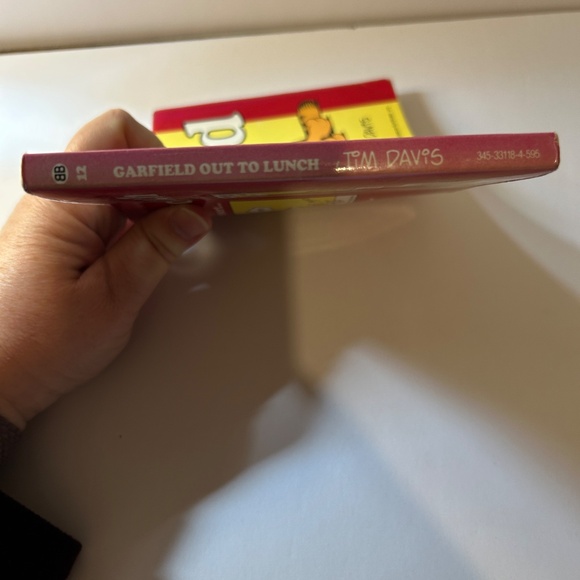 d
BB 12 GARFIELD OUT TO LUNCH JIM DAVIS 345-33118-4-595